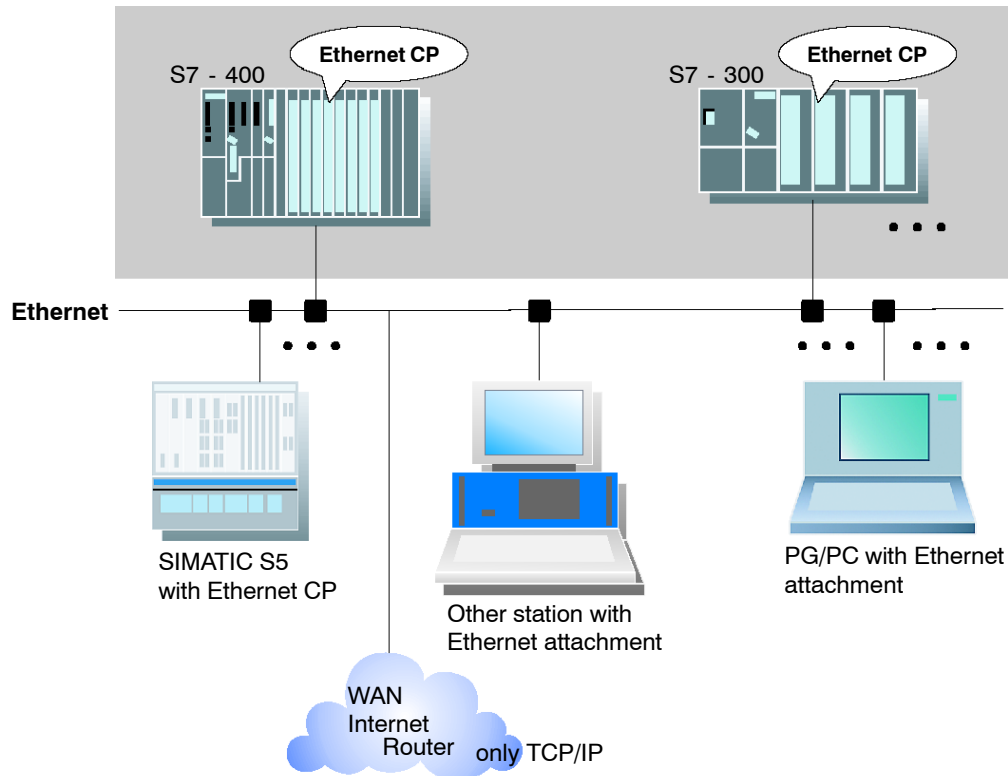 Ethernet CP
Ethernet CP
S7 - 400
S7 - 300
Ethernet
SIMATIC S5
with Ethernet CP
Other station with
Ethernet attachment
PG/PC with Ethernet
attachment
WAN
Internet
Router
only TCP/IP